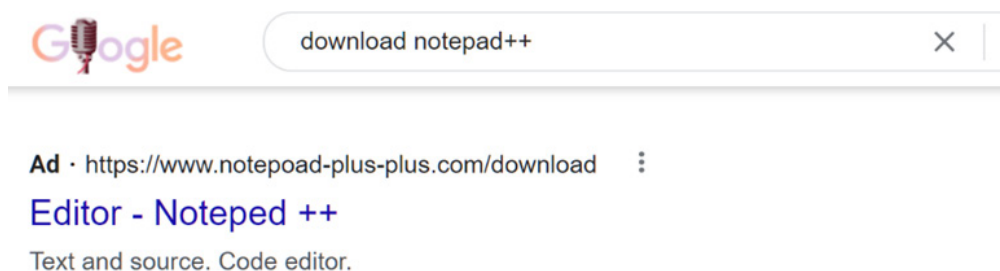 Google
download notepad++
Ad · https://www.notepoad-plus-plus.com/download
Editor - Noteped ++
Text and source. Code editor.